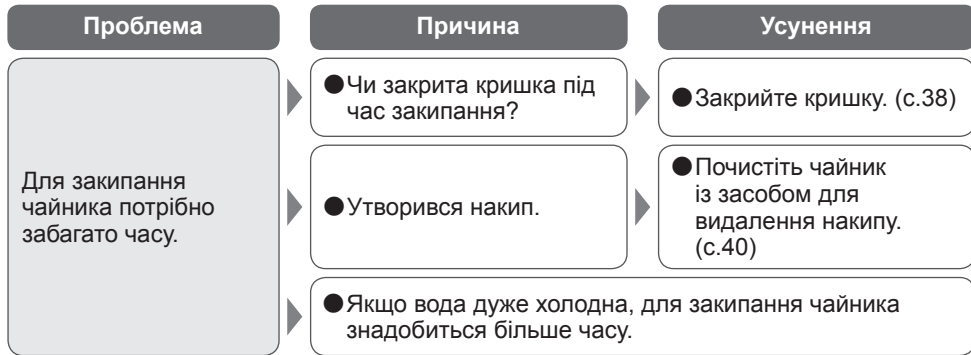 Проблема
Причина
Усунення
Для закипання
чайника потрібно
забагато часу.
●Чи закрита кришка під
час закипання?
●Закрийте кришку. (с.38)
●Утворився накип.
●Почистіть чайник
із засобом для
видалення накипу.
(с.40)
●Якщо вода дуже холодна, для закипання чайника
знадобиться більше часу.